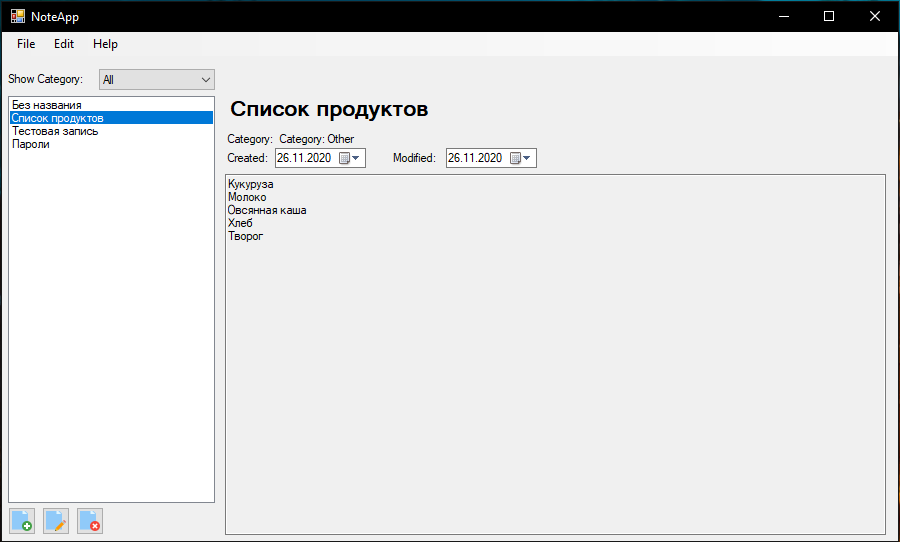 NoteApp
File Edit Help
Show Category: All
Без названия
Список продуктов
Тестовая запись
Пароли
Список продуктов
Category: Category: Other
Created: 26.11.2020 Modified: 26.11.2020
Кукуруза
Молоко
Овсянная каша
Хлеб
Творог